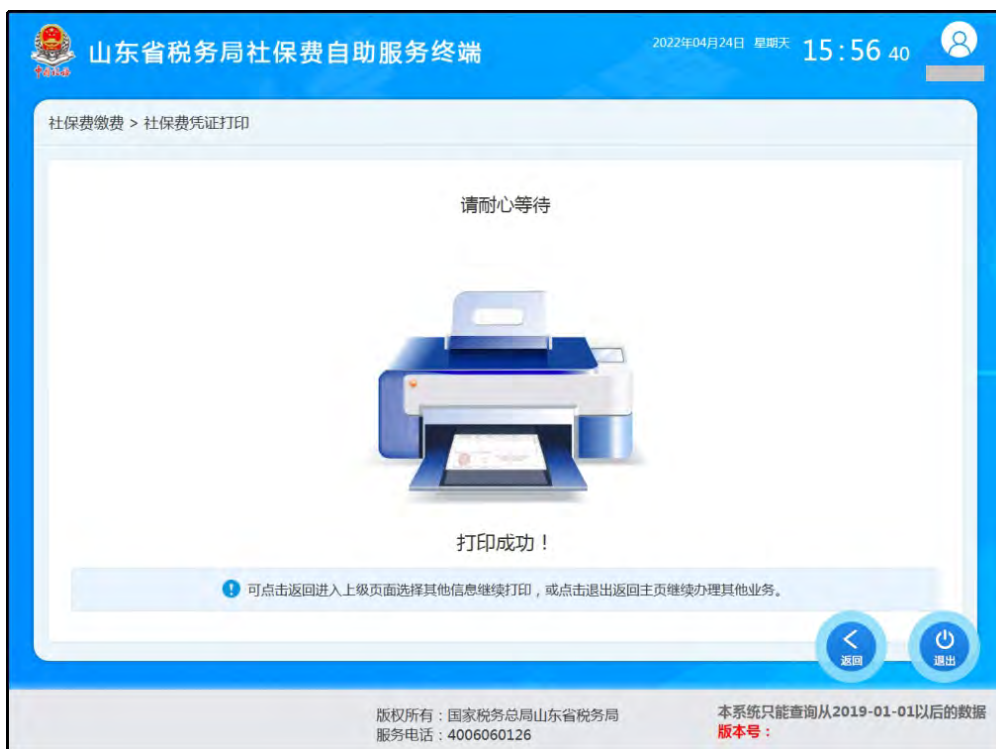 山东省税务局社保费自助服务终端
2022年04月24日 星期天 15:56 40
中国税务
社保费缴费 > 社保费凭证打印
请耐心等待
打印成功！
可点击返回进入上级页面选择其他信息继续打印，或点击退出返回主页继续办理其他业务。
返回
退出
版权所有：国家税务总局山东省税务局
服务电话：4006060126
本系统只能查询从2019-01-01以后的数据
版本号：